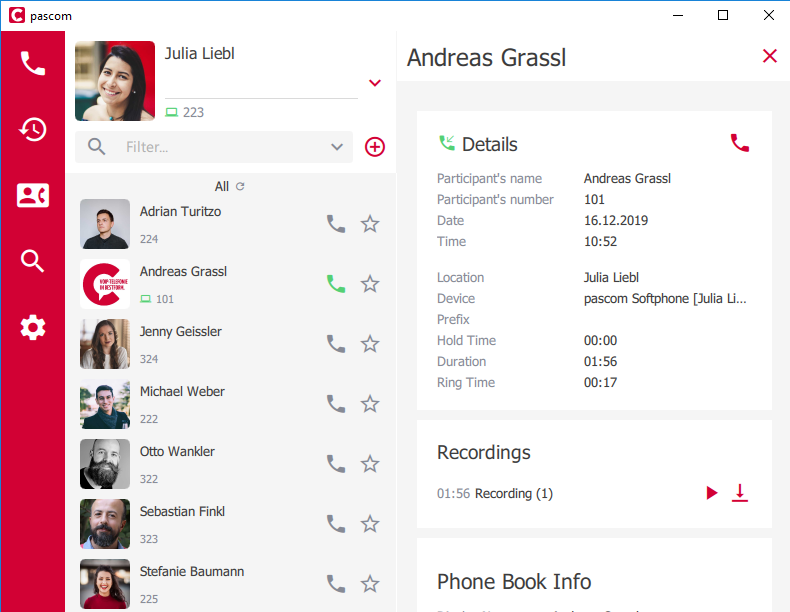 pascom
Julia Liebl
223
Filter...
All
Adrian Turitzo
224
Andreas Grassl
101
VOIP-TELEFONIE
IN BESTFORM.
Jenny Geissler
324
Michael Weber
222
Otto Wankler
322
Sebastian Finkl
323
Stefanie Baumann
225
Andreas Grassl
Details
Participant's name Andreas Grassl
Participant's number 101
Date 16.12.2019
Time 10:52
Location Julia Liebl
Device pascom Softphone [Julia Li...
Prefix
Hold Time 00:00
Duration 01:56
Ring Time 00:17
Recordings
01:56 Recording (1)
Phone Book Info